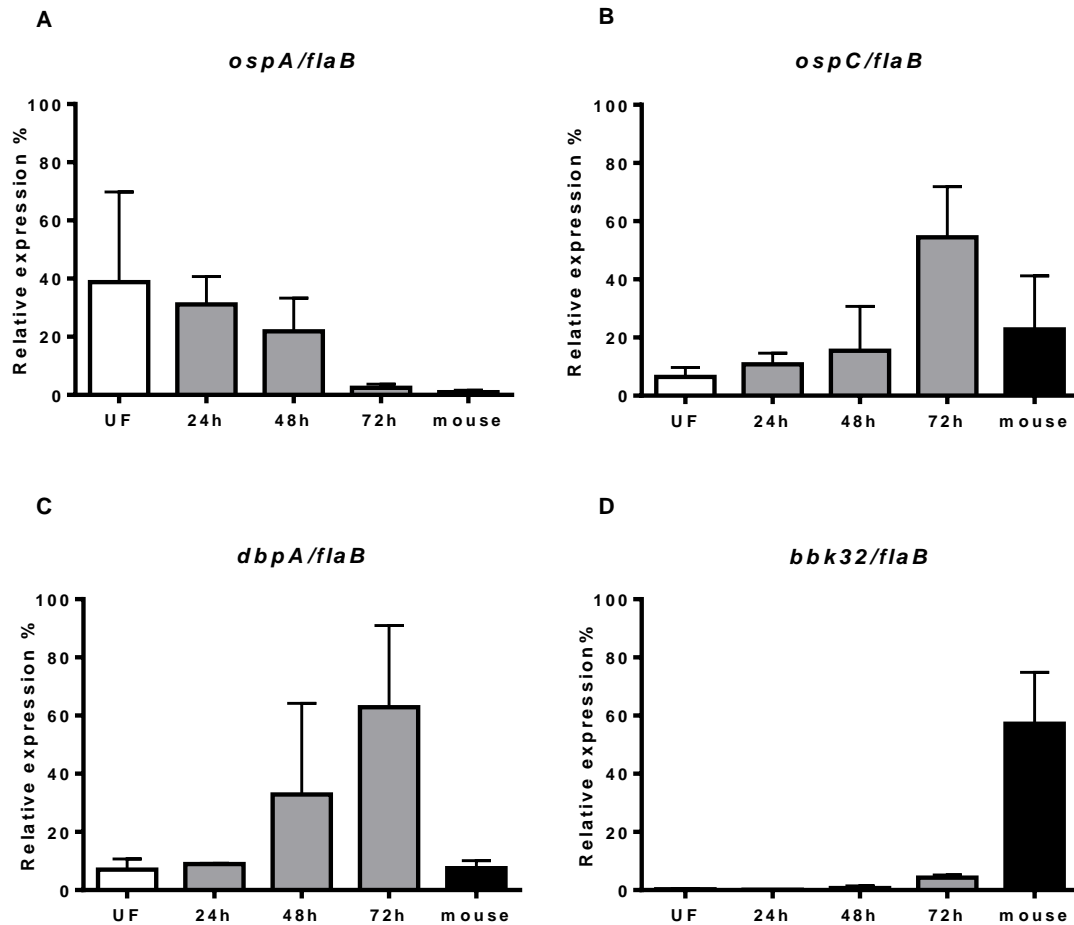 A
ospA/flaB
Relative expression %
100
80
60
40
20
0
UF 24h 48h 72h mouse
B
ospC/flaB
Relative expression %
100
80
60
40
20
0
UF 24h 48h 72h mouse
C
dbpA/flaB
Relative expression %
100
80
60
40
20
0
UF 24h 48h 72h mouse
D
bbk32/flaB
Relative expression%
100
80
60
40
20
0
UF 24h 48h 72h mouse